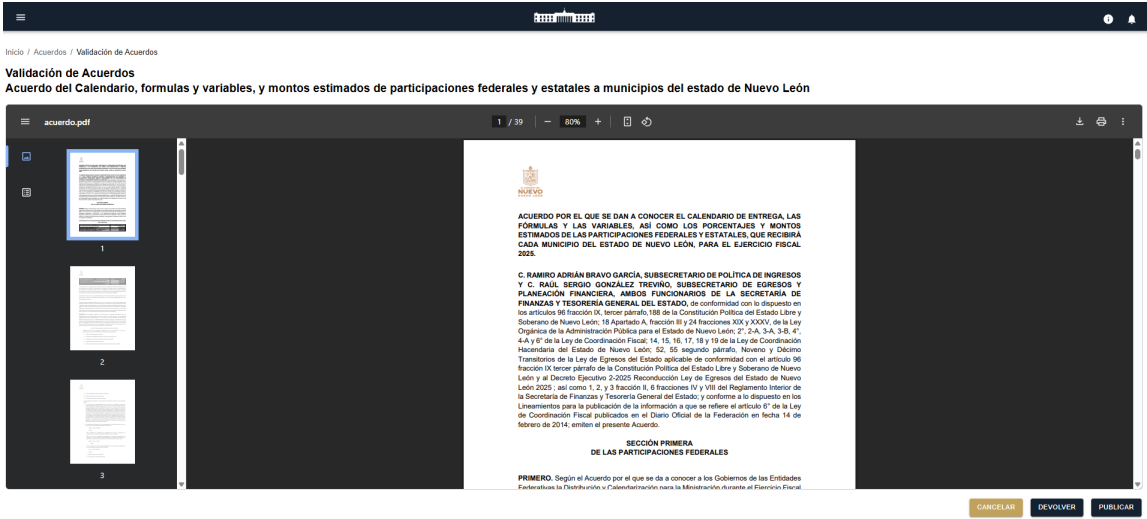 Inicio / Acuerdos / Validación de Acuerdos
Validación de Acuerdos
Acuerdo del Calendario, formulas y variables, y montos estimados de participaciones federales y estatales a municipios del estado de Nuevo León
acuerdo.pdf
1 / 39
80%
1
2
3
NUEVO LEÓN
ACUERDO POR EL QUE SE DAN A CONOCER EL CALENDARIO DE ENTREGA, LAS
FÓRMULAS Y LAS VARIABLES, ASÍ COMO LOS PORCENTAJES Y MONTOS
ESTIMADOS DE LAS PARTICIPACIONES FEDERALES Y ESTATALES, QUE RECIBIRÁ
CADA MUNICIPIO DEL ESTADO DE NUEVO LEÓN, PARA EL EJERCICIO FISCAL
2025.
C. RAMIRO ADRIÁN BRAVO GARCÍA, SUBSECRETARIO DE POLÍTICA DE INGRESOS
Y C. RAÚL SERGIO GONZÁLEZ TREVIÑO, SUBSECRETARIO DE EGRESOS Y
PLANEACIÓN FINANCIERA, AMBOS FUNCIONARIOS DE LA SECRETARÍA DE
FINANZAS Y TESORERÍA GENERAL DEL ESTADO, de conformidad con lo dispuesto en
los artículos 96 fracción IX, tercer párrafo,188 de la Constitución Política del Estado Libre y
Soberano de Nuevo León; 18 Apartado A, fracción III y 24 fracciones XIX y XXXV, de la Ley
Orgánica de la Administración Pública para el Estado de Nuevo León; 2°, 2-A, 3-A, 3-B, 4°,
4-A y 6° de la Ley de Coordinación Fiscal; 14, 15, 16, 17, 18 y 19 de la Ley de Coordinación
Hacendaria del Estado de Nuevo León; 52, 55 segundo párrafo, Noveno y Décimo
Transitorios de la Ley de Egresos del Estado aplicable de conformidad con el artículo 96
fracción IX tercer párrafo de la Constitución Política del Estado Libre y Soberano de Nuevo
León y al Decreto Ejecutivo 2-2025 Reconducción Ley de Egresos del Estado de Nuevo
León 2025 ; así como 1, 2, y 3 fracción II, 6 fracciones IV y VIII del Reglamento Interior de
la Secretaría de Finanzas y Tesorería General del Estado; y conforme a lo dispuesto en los
Lineamientos para la publicación de la información a que se refiere el artículo 6° de la Ley
de Coordinación Fiscal publicados en el Diario Oficial de la Federación en fecha 14 de
febrero de 2014; emiten el presente Acuerdo.
SECCIÓN PRIMERA
DE LAS PARTICIPACIONES FEDERALES
PRIMERO. Según el Acuerdo por el que se da a conocer a los Gobiernos de las Entidades
Federativas la Distribución y Calendarización para la Ministración durante el Ejercicio Fiscal
CANCELAR
DEVOLVER
PUBLICAR